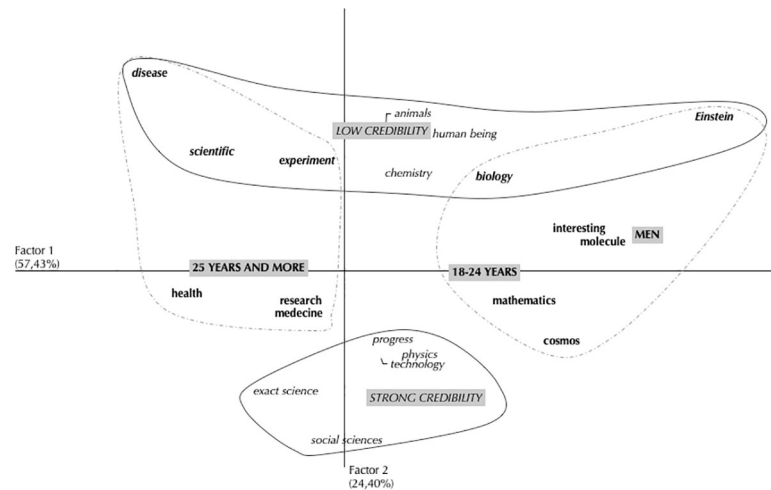 disease
animals
Einstein
LOW CREDIBILITY
human being
scientific
experiment
chemistry
biology
interesting
molecule
MEN
Factor 1
(57,43%)
25 YEARS AND MORE
18-24 YEARS
health
research
medecine
mathematics
cosmos
progress
physics
technology
exact science
STRONG CREDIBILITY
social sciences
Factor 2
(24,40%)